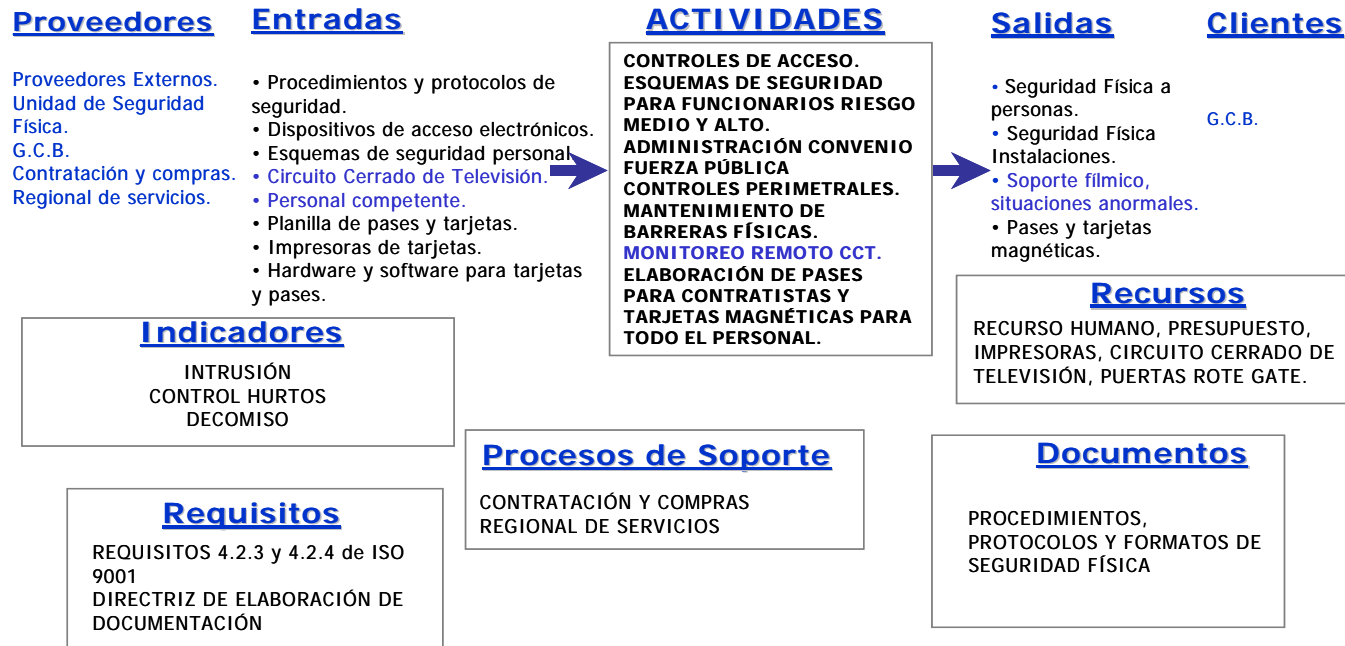 Proveedores
Proveedores Externos.
Unidad de Seguridad
Física.
G.C.B.
Contratación y compras.
Regional de servicios.
Entradas
• Procedimientos y protocolos de
seguridad.
• Dispositivos de acceso electrónicos.
• Esquemas de seguridad personal
• Circuito Cerrado de Televisión.
• Personal competente.
• Planilla de pases y tarjetas.
• Impresoras de tarjetas.
• Hardware y software para tarjetas
y pases.
ACTIVIDADES
CONTROLES DE ACCESO.
ESQUEMAS DE SEGURIDAD
PARA FUNCIONARIOS RIESGO
MEDIO Y ALTO.
ADMINISTRACIÓN CONVENIO
FUERZA PÚBLICA
CONTROLES PERIMETRALES.
MANTENIMIENTO DE
BARRERAS FÍSICAS.
MONITOREO REMOTO CCT.
ELABORACIÓN DE PASES
PARA CONTRATISTAS Y
TARJETAS MAGNÉTICAS PARA
TODO EL PERSONAL.
Salidas
• Seguridad Física a
personas.
• Seguridad Física
Instalaciones.
• Soporte fílmico,
situaciones anormales.
• Pases y tarjetas
magnéticas.
Clientes
G.C.B.
Indicadores
INTRUSIÓN
CONTROL HURTOS
DECOMISO
Recursos
RECURSO HUMANO, PRESUPUESTO,
IMPRESORAS, CIRCUITO CERRADO DE
TELEVISIÓN, PUERTAS ROTE GATE.
Requisitos
REQUISITOS 4.2.3 y 4.2.4 de ISO
9001
DIRECTRIZ DE ELABORACIÓN DE
DOCUMENTACIÓN
Procesos de Soporte
CONTRATACIÓN Y COMPRAS
REGIONAL DE SERVICIOS
Documentos
PROCEDIMIENTOS,
PROTOCOLOS Y FORMATOS DE
SEGURIDAD FÍSICA